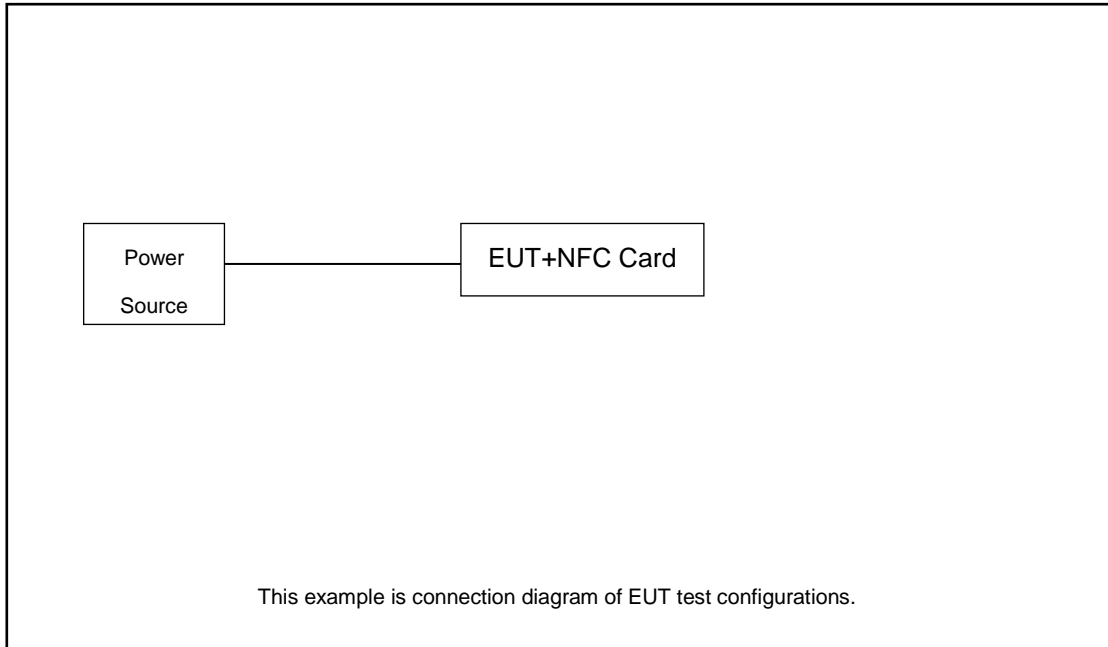 Power
Source
EUT+NFC Card
This example is connection diagram of EUT test configurations.